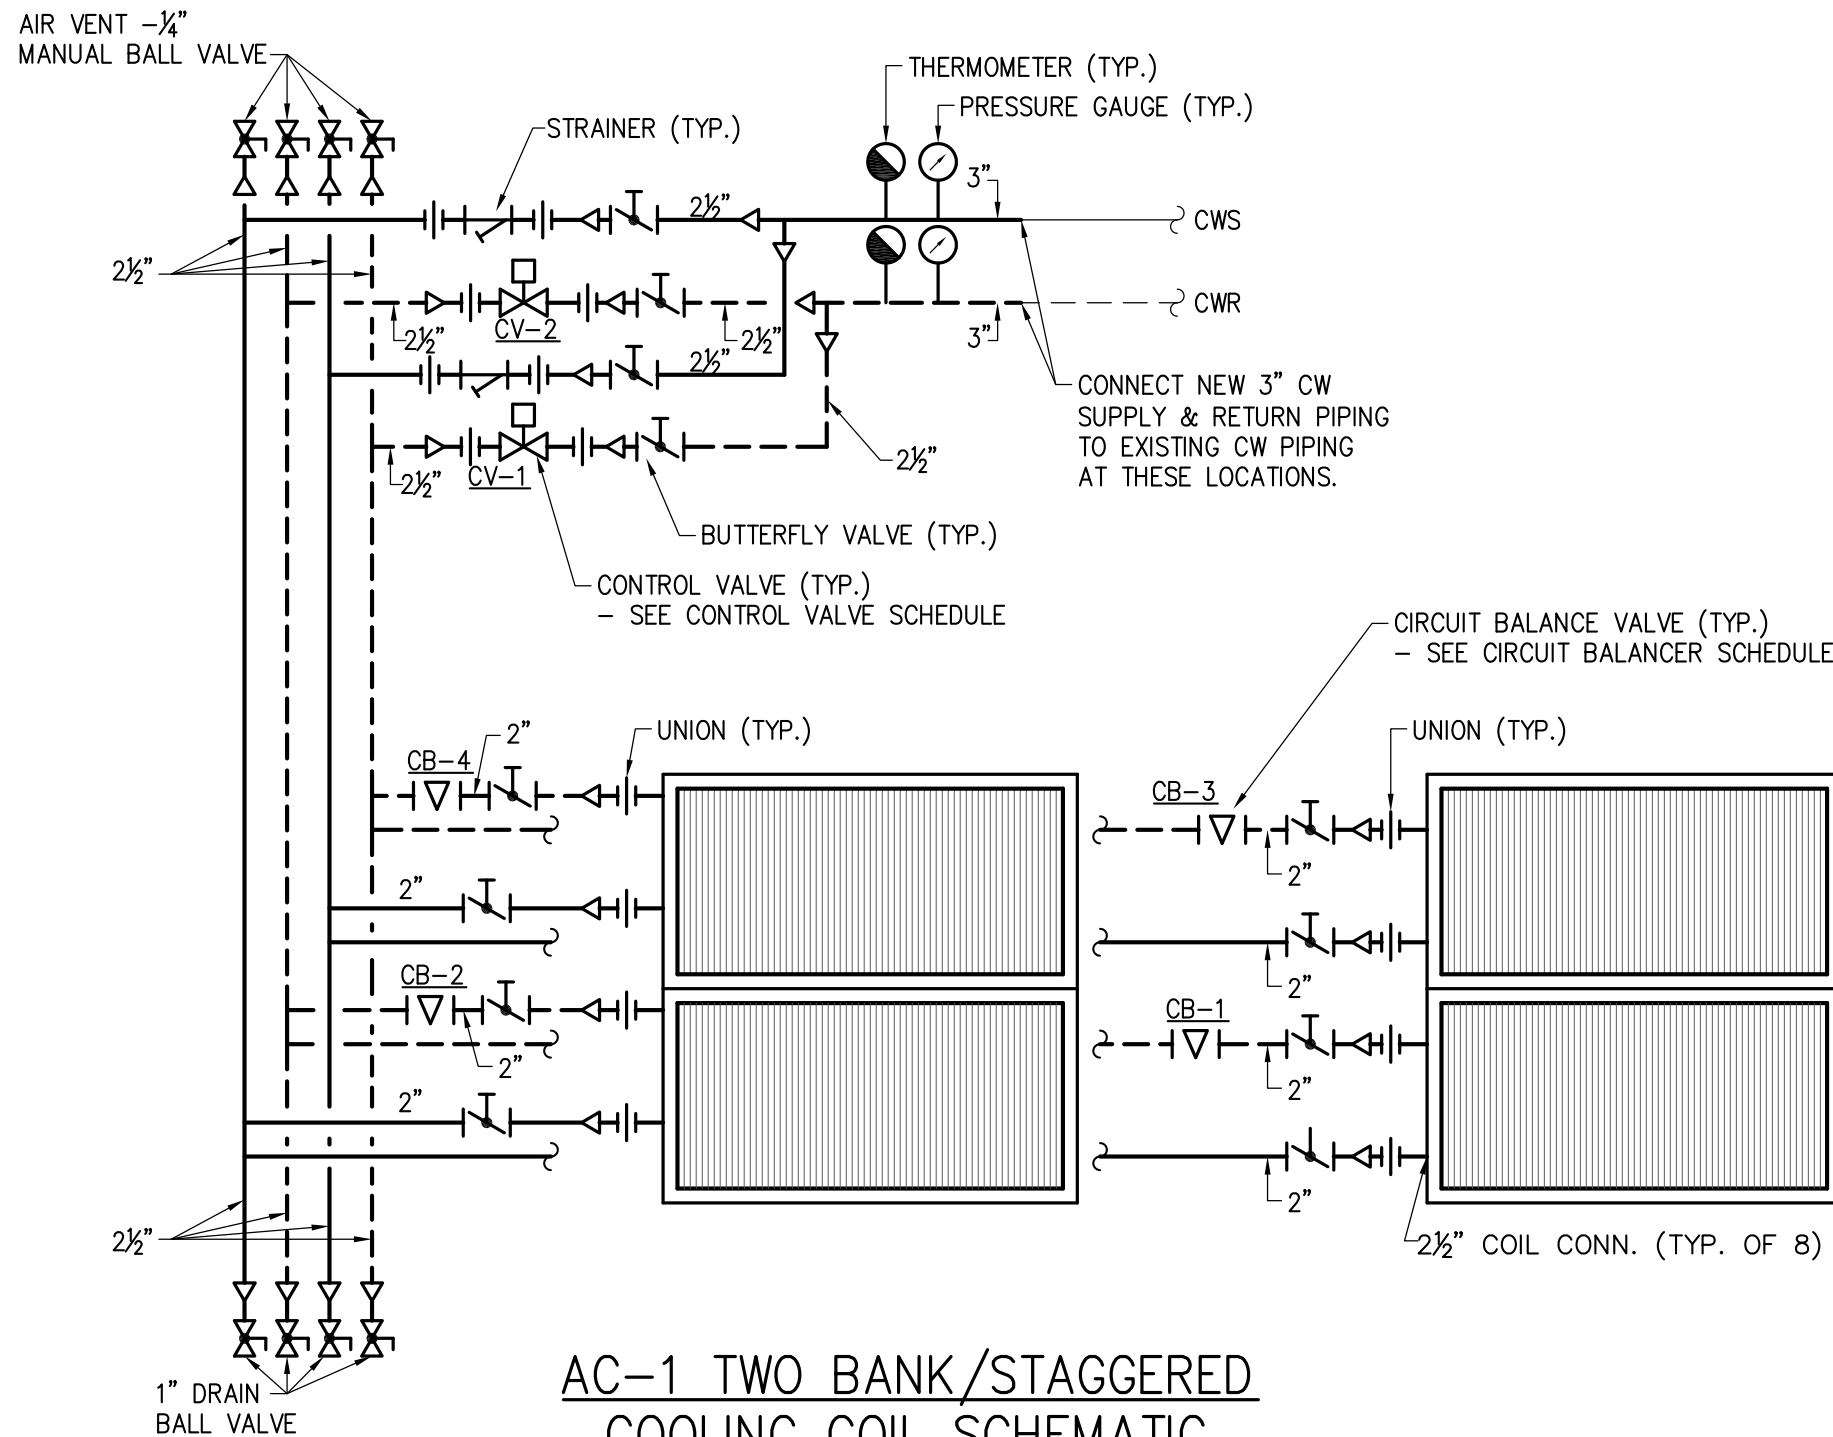 AIR VENT -¼"
MANUAL BALL VALVE
THERMOMETER (TYP.)
PRESSURE GAUGE (TYP.)
STRAINER (TYP.)
3"
2½"
CWS
2½"
CV-2
2½"
2½"
2½"
3"
CWR
CONNECT NEW 3" CW
SUPPLY & RETURN PIPING
TO EXISTING CW PIPING
AT THESE LOCATIONS.
2½"
CV-1
2½"
BUTTERFLY VALVE (TYP.)
CONTROL VALVE (TYP.)
- SEE CONTROL VALVE SCHEDULE
CIRCUIT BALANCE VALVE (TYP.)
- SEE CIRCUIT BALANCER SCHEDULE
UNION (TYP.)
UNION (TYP.)
2"
CB-4
CB-3
2"
2"
CB-2
2"
CB-1
2"
2"
2"
2"
2½"
2½" COIL CONN. (TYP. OF 8)
1" DRAIN
BALL VALVE
AC-1 TWO BANK/STAGGERED
COOLING COIL SCHEMATIC